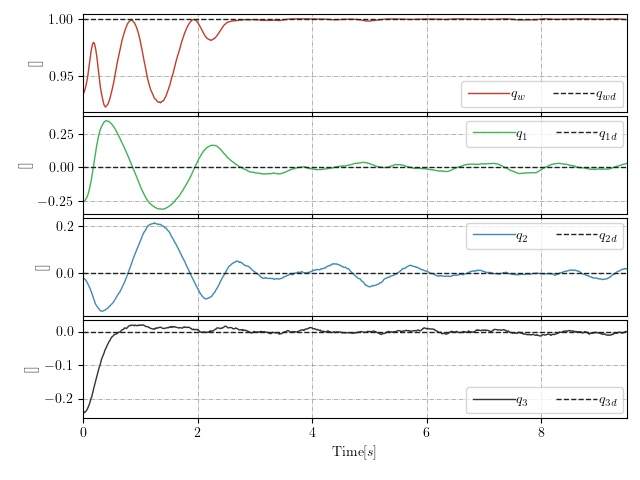 1.00
0.95
[]
q_w q_wd
0.25
0.00
−0.25
[]
q_1 q_1d
0.2
0.0
[]
q_2 q_2d
0.0
−0.1
−0.2
[]
q_3 q_3d
0 2 4 6 8
Time[s]